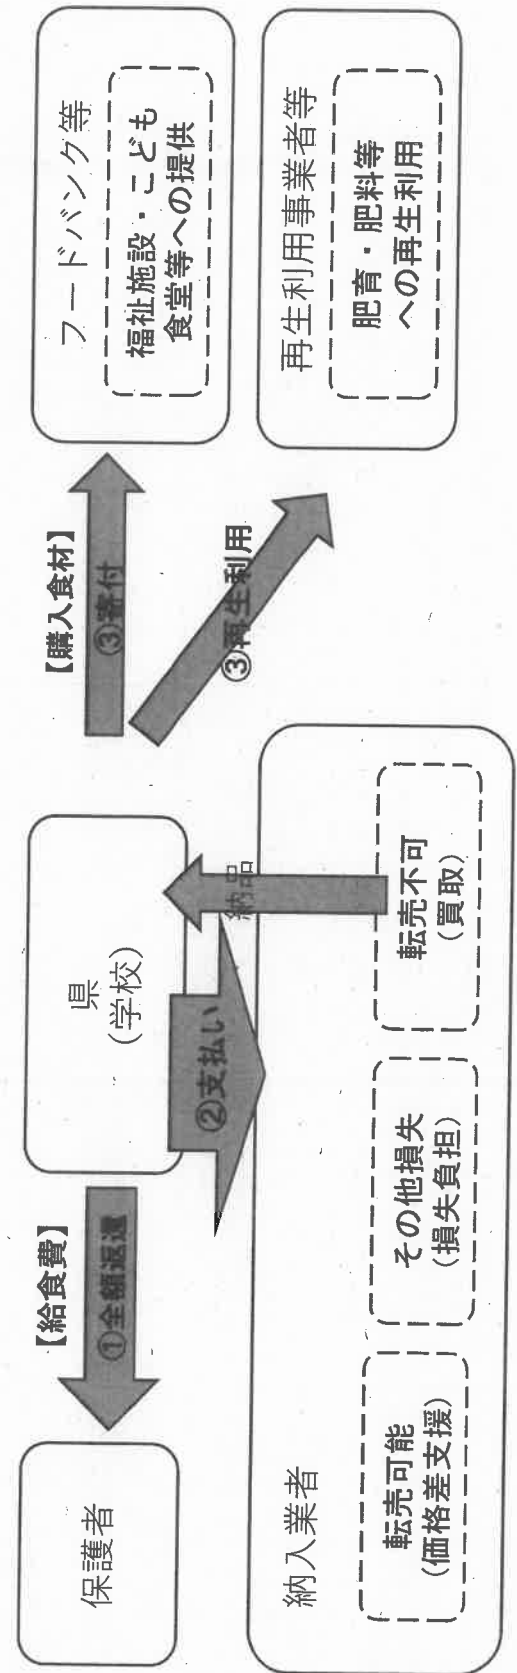 保護者
【給食費】
①全額返還
県
(学校)
②支払い
納品
納入業者
転売可能
(価格差支援)
その他損失
(損失負担)
転売不可
(買取)
【購入食材】
③寄付
③再生利用
フードバンク等
福祉施設・こども
食堂等への提供
再生利用事業者等
肥育・肥料等
への再生利用